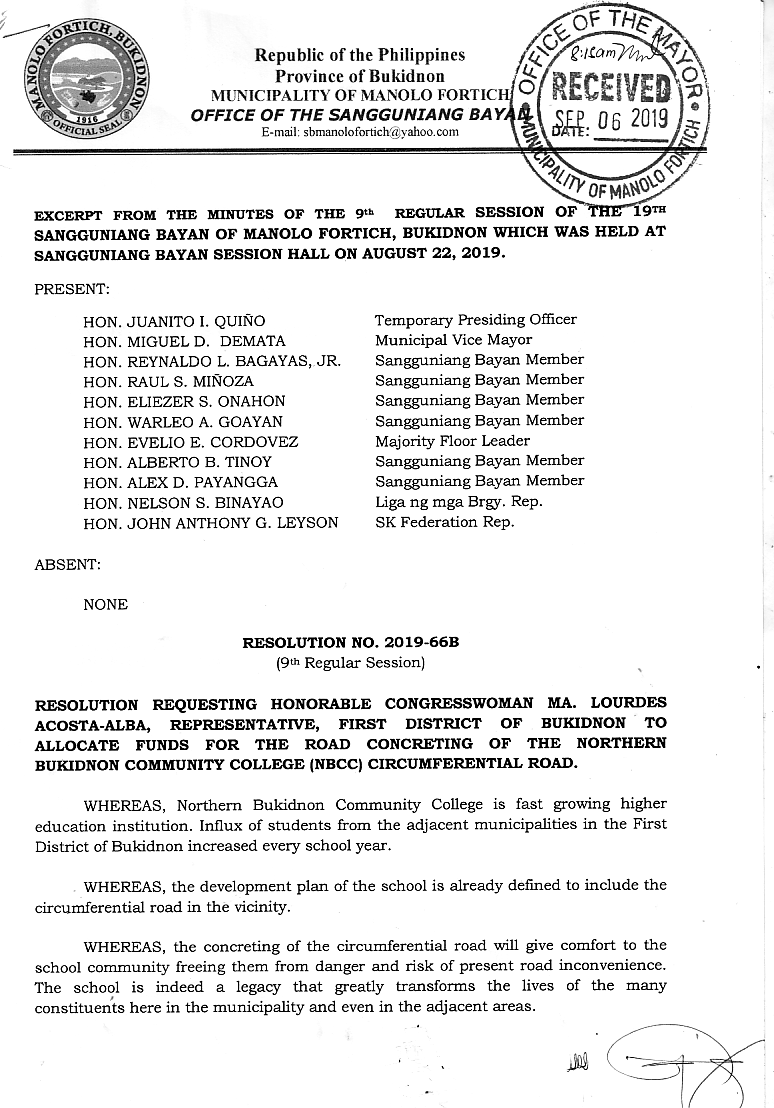 MANOLO FORTICH, BUKIDNON
1916
OFFICIAL SEAL
Republic of the Philippines
Province of Bukidnon
MUNICIPALITY OF MANOLO FORTICH
OFFICE OF THE SANGGUNIANG BAYAN
E-mail: sbmanolofortich@yahoo.com
OFFICE OF THE MAYOR
8:18am
RECEIVED
SEP 06 2019
DATE:
MUNICIPALITY OF MANOLO FORTICH
EXCERPT FROM THE MINUTES OF THE 9th REGULAR SESSION OF THE 19TH
SANGGUNIANG BAYAN OF MANOLO FORTICH, BUKIDNON WHICH WAS HELD AT
SANGGUNIANG BAYAN SESSION HALL ON AUGUST 22, 2019.
PRESENT:
HON. JUANITO I. QUIÑO Temporary Presiding Officer
HON. MIGUEL D. DEMATA Municipal Vice Mayor
HON. REYNALDO L. BAGAYAS, JR. Sangguniang Bayan Member
HON. RAUL S. MIÑOZA Sangguniang Bayan Member
HON. ELIEZER S. ONAHON Sangguniang Bayan Member
HON. WARLEO A. GOAYAN Sangguniang Bayan Member
HON. EVELIO E. CORDOVEZ Majority Floor Leader
HON. ALBERTO B. TINOY Sangguniang Bayan Member
HON. ALEX D. PAYANGGA Sangguniang Bayan Member
HON. NELSON S. BINAYAO Liga ng mga Brgy. Rep.
HON. JOHN ANTHONY G. LEYSON SK Federation Rep.
ABSENT:
NONE
RESOLUTION NO. 2019-66B
(9th Regular Session)
RESOLUTION REQUESTING HONORABLE CONGRESSWOMAN MA. LOURDES
ACOSTA-ALBA, REPRESENTATIVE, FIRST DISTRICT OF BUKIDNON TO
ALLOCATE FUNDS FOR THE ROAD CONCRETING OF THE NORTHERN
BUKIDNON COMMUNITY COLLEGE (NBCC) CIRCUMFERENTIAL ROAD.
WHEREAS, Northern Bukidnon Community College is fast growing higher
education institution. Influx of students from the adjacent municipalities in the First
District of Bukidnon increased every school year.
WHEREAS, the development plan of the school is already defined to include the
circumferential road in the vicinity.
WHEREAS, the concreting of the circumferential road will give comfort to the
school community freeing them from danger and risk of present road inconvenience.
The school is indeed a legacy that greatly transforms the lives of the many
constituents here in the municipality and even in the adjacent areas.